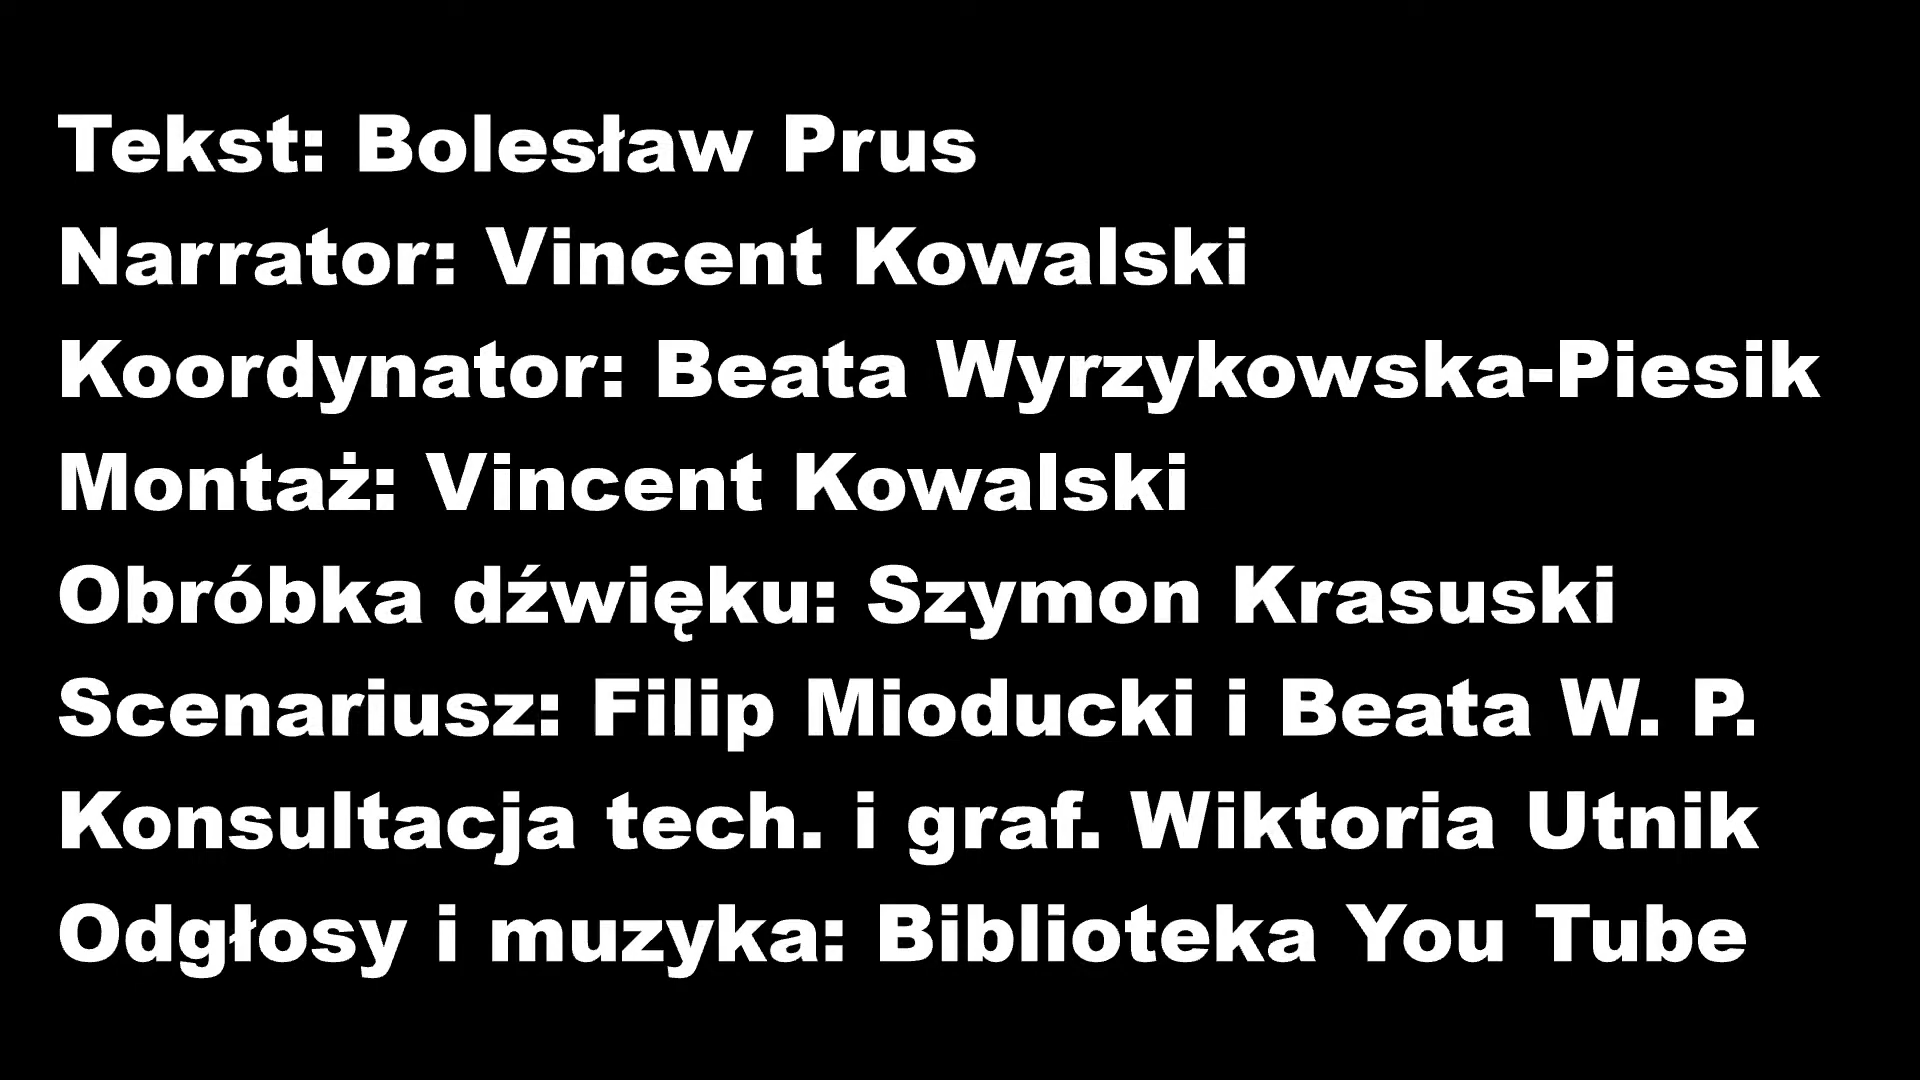 Tekst: Bolesław Prus
Narrator: Vincent Kowalski
Koordynator: Beata Wyrzykowska-Piesik
Montaż: Vincent Kowalski
Obróbka dźwięku: Szymon Krasuski
Scenariusz: Filip Mioducki i Beata W. P.
Konsultacja tech. i graf. Wiktoria Utnik
Odgłosy i muzyka: Biblioteka You Tube